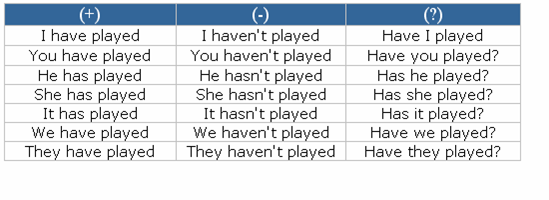 (+) (-) (?)
I have played I haven't played Have I played
You have played You haven't played Have you played?
He has played He hasn't played Has he played?
She has played She hasn't played Has she played?
It has played It hasn't played Has it played?
We have played We haven't played Have we played?
They have played They haven't played Have they played?